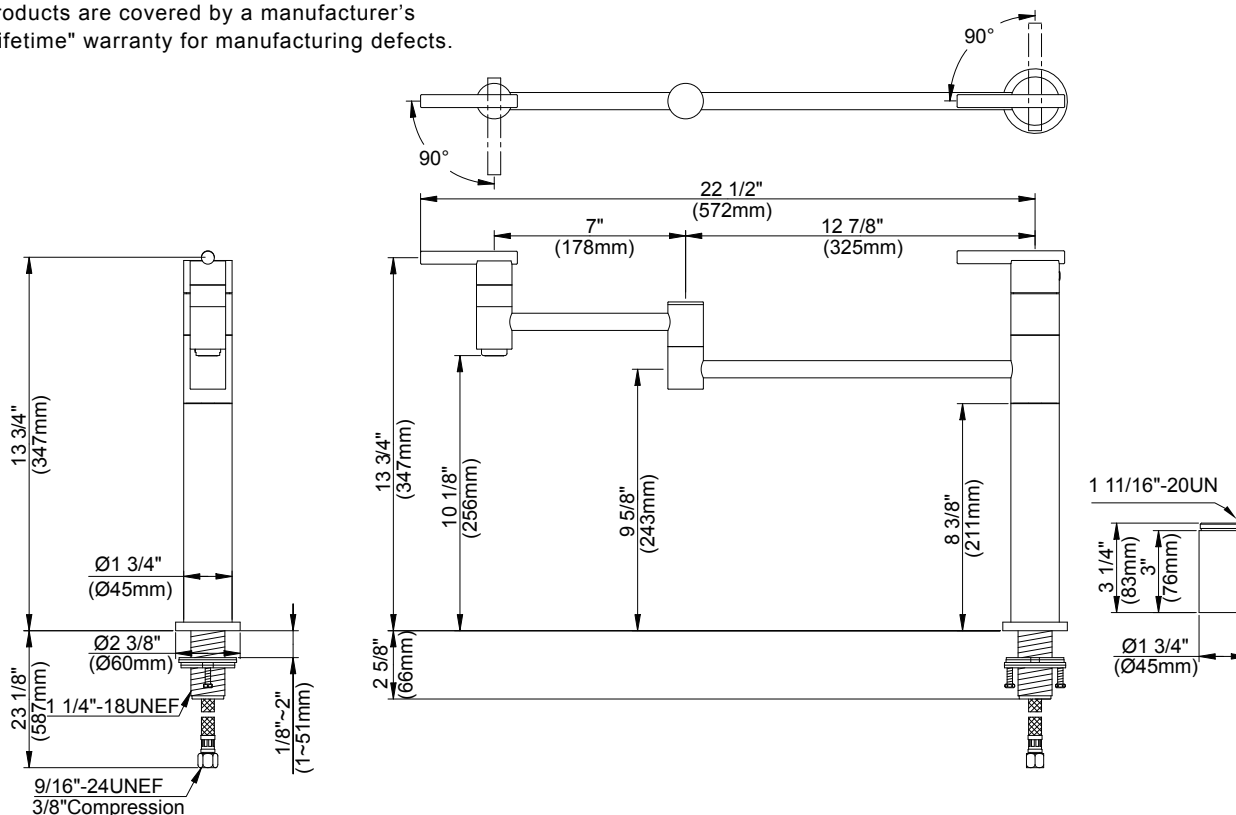 roducts are covered by a manufacturer's
ifetime" warranty for manufacturing defects.
90°
90°
22 1/2"
(572mm)
7"
(178mm)
12 7/8"
(325mm)
13 3/4"
(347mm)
13 3/4"
(347mm)
10 1/8"
(256mm)
9 5/8"
(243mm)
8 3/8"
(211mm)
1 11/16"-20UN
3 1/4"
(83mm)
3"
(76mm)
Ø1 3/4"
(Ø45mm)
Ø1 3/4"
(Ø45mm)
Ø2 3/8"
(Ø60mm)
2 5/8"
(66mm)
23 1/8"
(587mm)
1 1/4"-18UNEF
1/8"~2"
(1~51mm)
9/16"-24UNEF
3/8"Compression